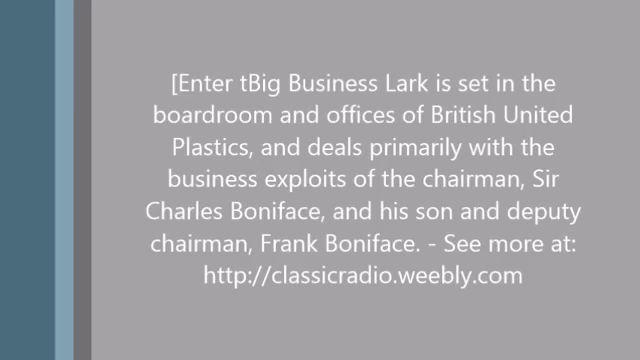 [Enter tBig Business Lark is set in the
boardroom and offices of British United
Plastics, and deals primarily with the
business exploits of the chairman, Sir
Charles Boniface, and his son and deputy
chairman, Frank Boniface. - See more at:
http://classicradio.weebly.com